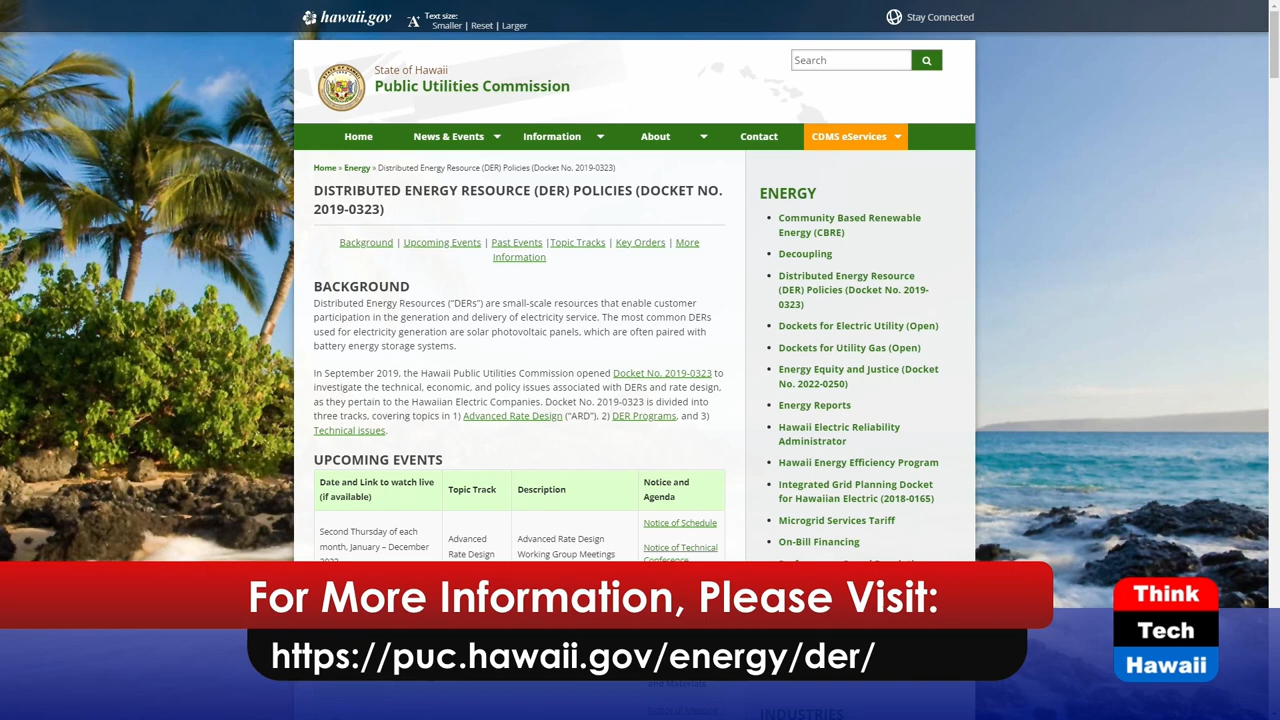 hawaii.gov
Text size:
Smaller | Reset | Larger
Stay Connected
State of Hawaii
Public Utilities Commission
Search
Home
News & Events
Information
About
Contact
CDMS eServices
Home » Energy » Distributed Energy Resource (DER) Policies (Docket No. 2019-0323)
DISTRIBUTED ENERGY RESOURCE (DER) POLICIES (DOCKET NO.
2019-0323)
Background | Upcoming Events | Past Events |Topic Tracks | Key Orders | More
Information
BACKGROUND
Distributed Energy Resources (“DERs”) are small-scale resources that enable customer
participation in the generation and delivery of electricity service. The most common DERs
used for electricity generation are solar photovoltaic panels, which are often paired with
battery energy storage systems.
In September 2019, the Hawaii Public Utilities Commission opened Docket No. 2019-0323 to
investigate the technical, economic, and policy issues associated with DERs and rate design,
as they pertain to the Hawaiian Electric Companies. Docket No. 2019-0323 is divided into
three tracks, covering topics in 1) Advanced Rate Design (“ARD”), 2) DER Programs, and 3)
Technical issues.
UPCOMING EVENTS
Date and Link to watch live
(if available)
Topic Track
Description
Notice and
Agenda
Second Thursday of each
month, January – December
Advanced
Rate Design
Advanced Rate Design
Working Group Meetings
Notice of Schedule
Notice of Technical
Conference
ENERGY
Community Based Renewable
Energy (CBRE)
Decoupling
Distributed Energy Resource
(DER) Policies (Docket No. 2019-
0323)
Dockets for Electric Utility (Open)
Dockets for Utility Gas (Open)
Energy Equity and Justice (Docket
No. 2022-0250)
Energy Reports
Hawaii Electric Reliability
Administrator
Hawaii Energy Efficiency Program
Integrated Grid Planning Docket
for Hawaiian Electric (2018-0165)
Microgrid Services Tariff
On-Bill Financing
For More Information, Please Visit:
https://puc.hawaii.gov/energy/der/
and Materials
INDUSTRIES
Think
Tech
Hawaii